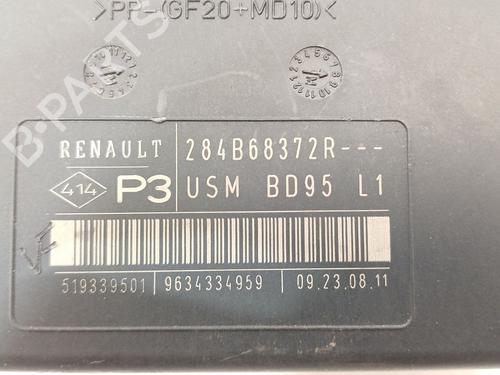 >PP-(GF20+MD10)<
B-PARTS
RENAULT 284B68372R---
414 P3 USM BD95 L1
519339501 9634334959 09.23.08.11